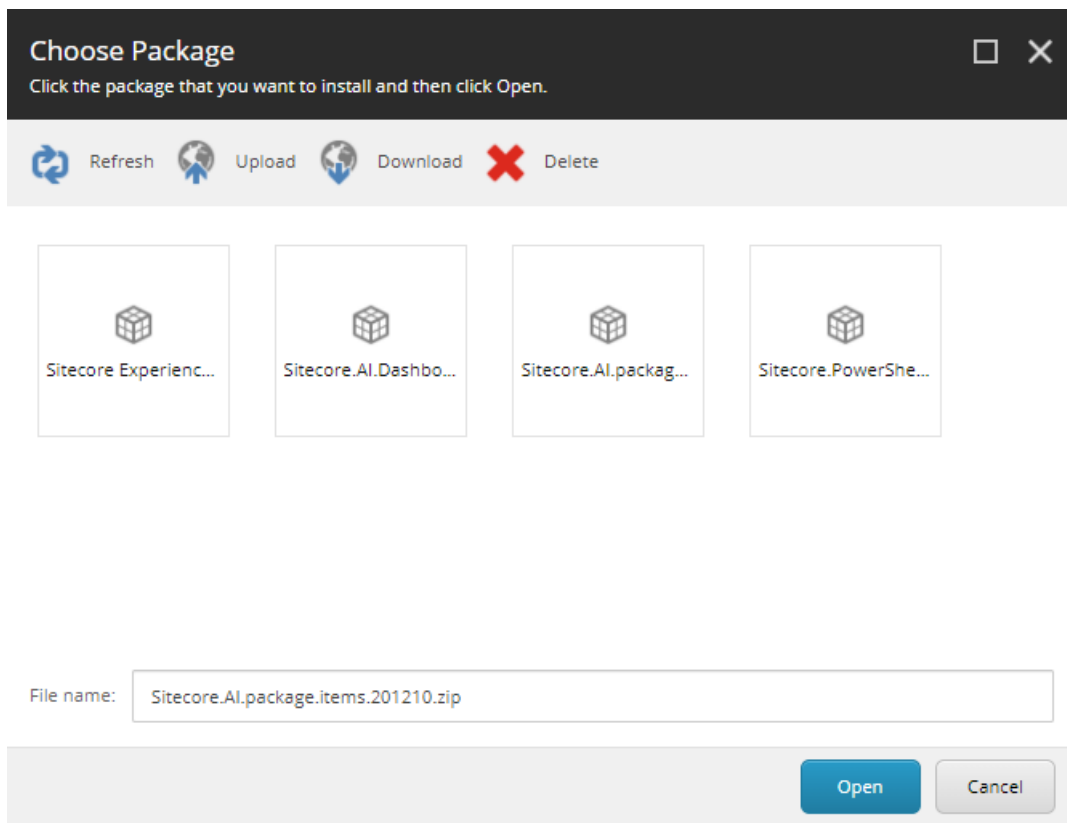 Choose Package
Click the package that you want to install and then click Open.
Refresh Upload Download Delete
Sitecore Experienc... Sitecore.AI.Dashbo... Sitecore.AI.packag... Sitecore.PowerShe...
File name: Sitecore.AI.package.items.201210.zip
Open Cancel